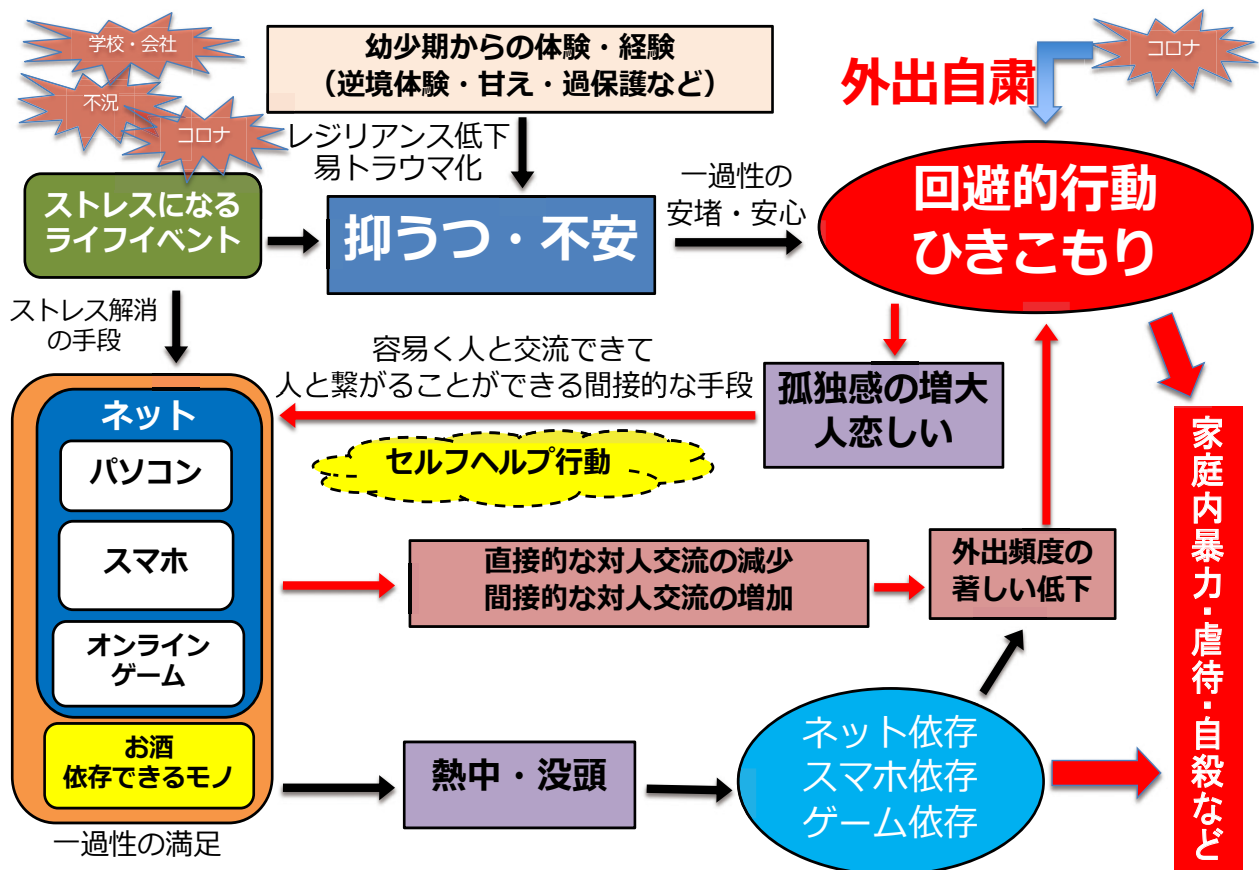 学校・会社
不況
コロナ
幼少期からの体験・経験
（逆境体験・甘え・過保護など）
外出自粛
コロナ
レジリアンス低下
易トラウマ化
一過性の
安堵・安心
ストレスになる
ライフイベント
抑うつ・不安
回避的行動
ひきこもり
ストレス解消
の手段
容易く人と交流できて
人と繋がることができる間接的な手段
孤独感の増大
人恋しい
セルフヘルプ行動
ネット
パソコン
スマホ
オンライン
ゲーム
お酒
依存できるモノ
一過性の満足
直接的な対人交流の減少
間接的な対人交流の増加
外出頻度の
著しい低下
熱中・没頭
ネット依存
スマホ依存
ゲーム依存
家庭内暴力・虐待・自殺など